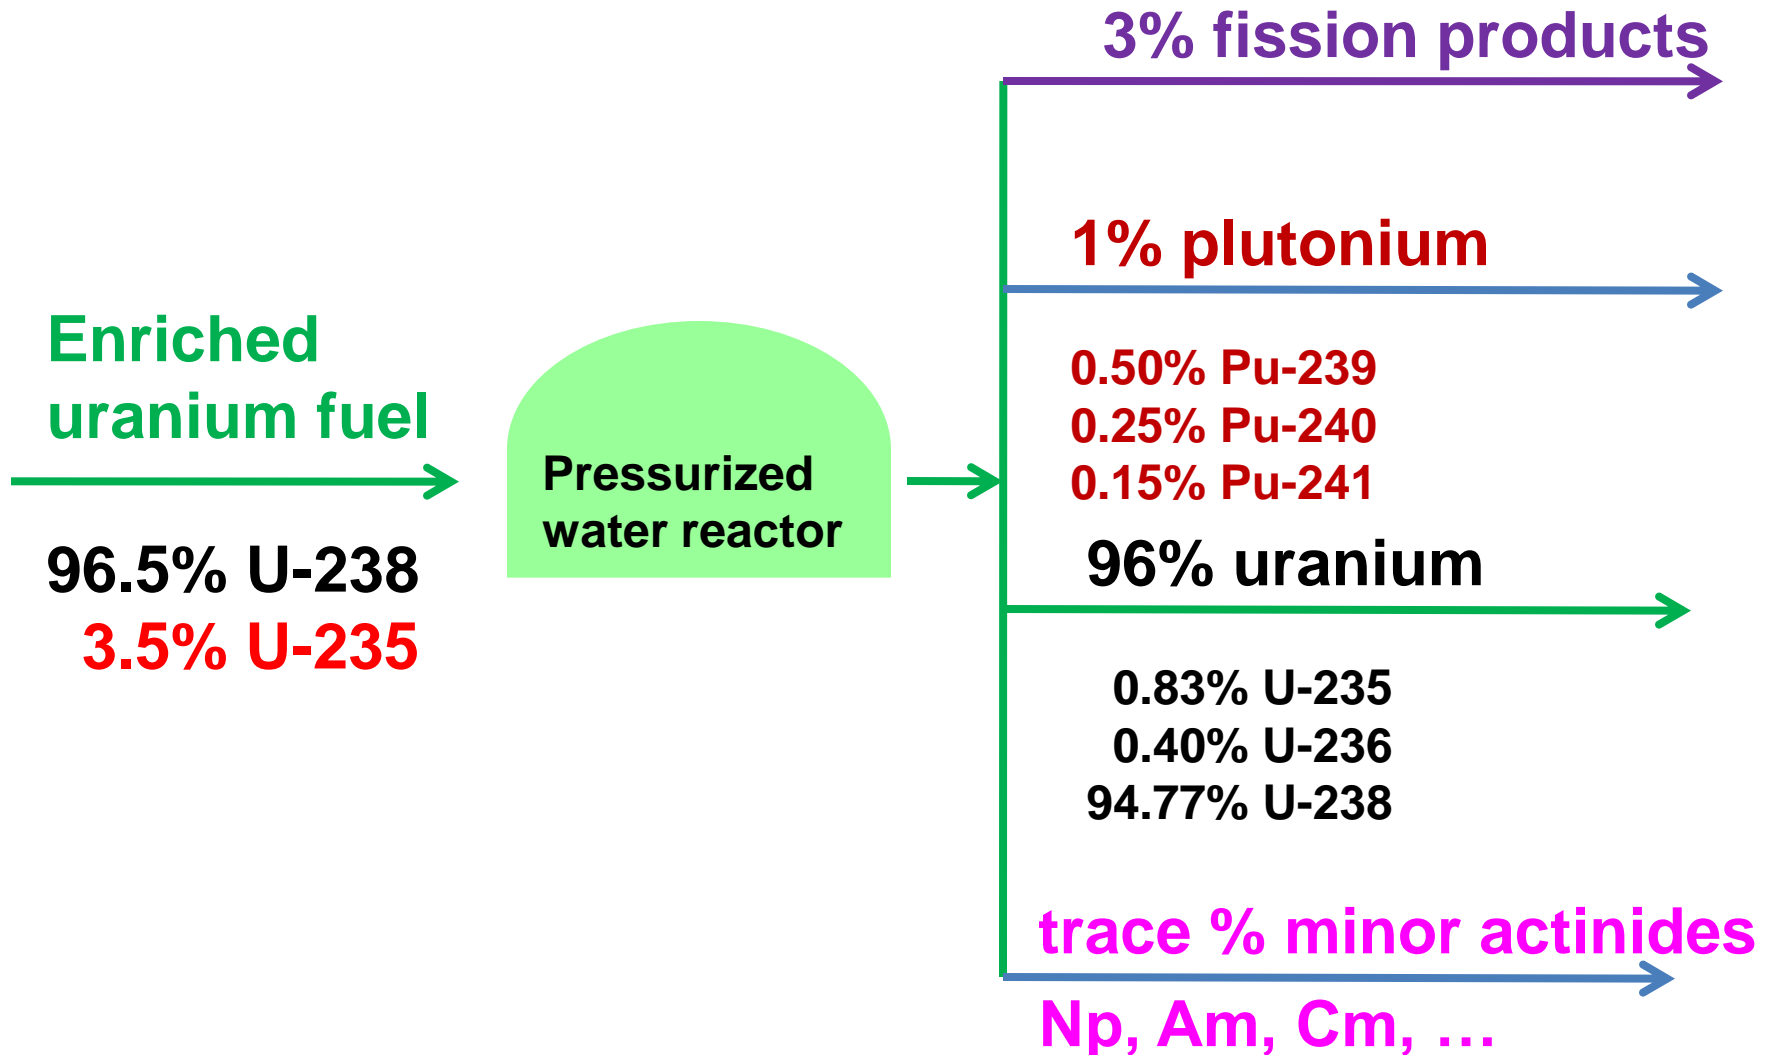 3% fission products
1% plutonium
Enriched
uranium fuel
0.50% Pu-239
0.25% Pu-240
0.15% Pu-241
Pressurized
water reactor
96.5% U-238
3.5% U-235
96% uranium
0.83% U-235
0.40% U-236
94.77% U-238
trace % minor actinides
Np, Am, Cm, …